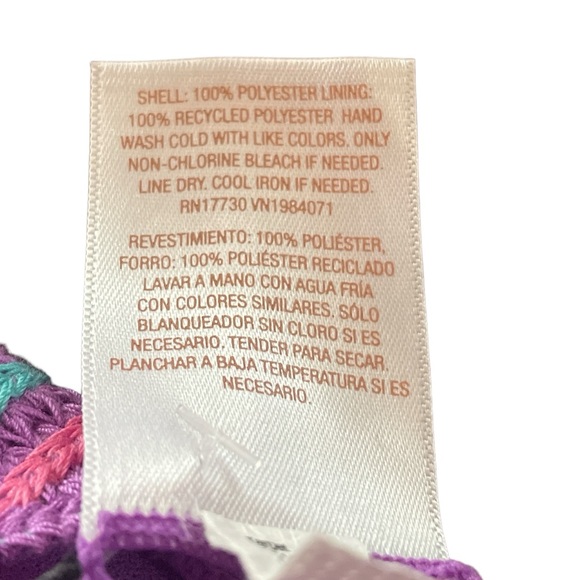 SHELL: 100% POLYESTER LINING:
100% RECYCLED POLYESTER HAND
WASH COLD WITH LIKE COLORS. ONLY
NON-CHLORINE BLEACH IF NEEDED.
LINE DRY. COOL IRON IF NEEDED.
RN17730 VN1984071
REVESTIMIENTO: 100% POLIÉSTER,
FORRO: 100% POLIÉSTER RECICLADO
LAVAR A MANO CON AGUA FRÍA
CON COLORES SIMILARES. SÓLO
BLANQUEADOR SIN CLORO SI ES
NECESARIO. TENDER PARA SECAR.
PLANCHAR A BAJA TEMPERATURA SI ES
NECESARIO.